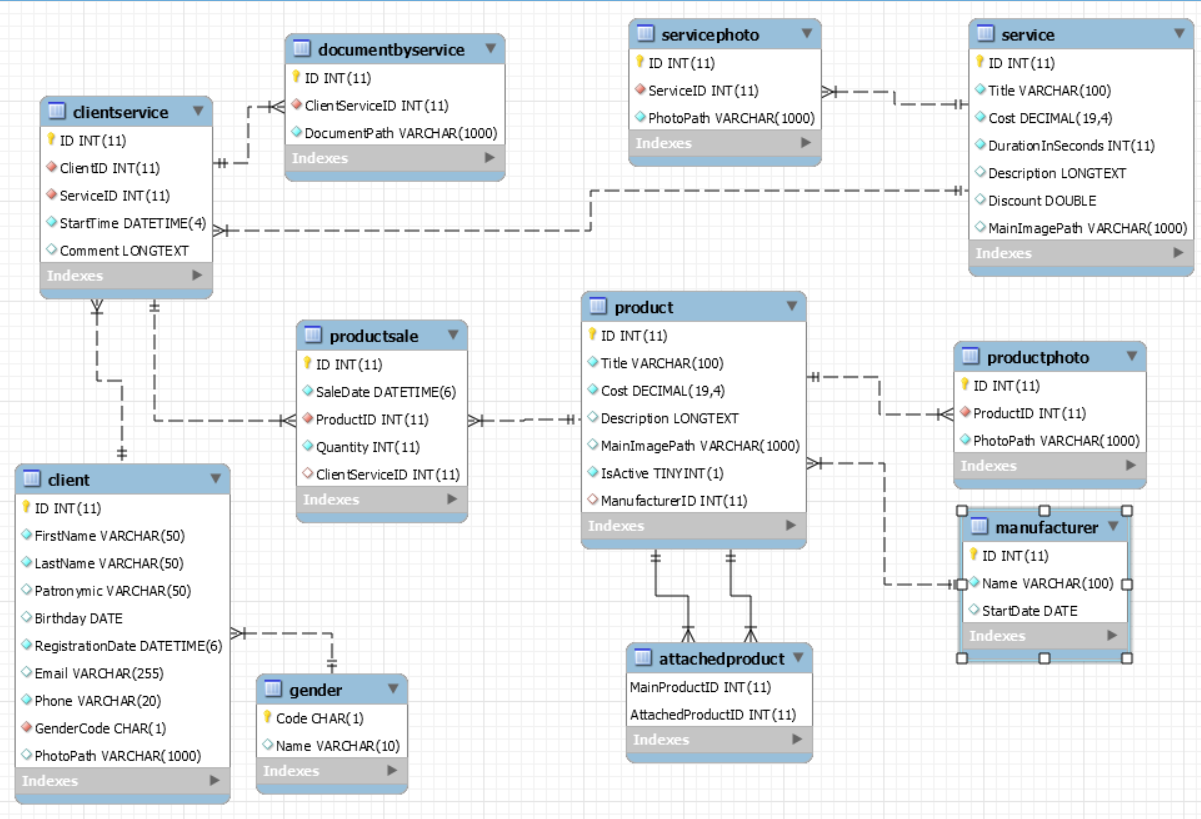 documentbyservice
ID INT(11)
ClientServiceID INT(11)
DocumentPath VARCHAR(1000)
Indexes
servicephoto
ID INT(11)
ServiceID INT(11)
PhotoPath VARCHAR(1000)
Indexes
service
ID INT(11)
Title VARCHAR(100)
Cost DECIMAL(19,4)
DurationInSeconds INT(11)
Description LONGTEXT
Discount DOUBLE
MainImagePath VARCHAR(1000)
Indexes
clientservice
ID INT(11)
ClientID INT(11)
ServiceID INT(11)
StartTime DATETIME(4)
Comment LONGTEXT
Indexes
productsale
ID INT(11)
SaleDate DATETIME(6)
ProductID INT(11)
Quantity INT(11)
ClientServiceID INT(11)
Indexes
product
ID INT(11)
Title VARCHAR(100)
Cost DECIMAL(19,4)
Description LONGTEXT
MainImagePath VARCHAR(1000)
IsActive TINYINT(1)
ManufacturerID INT(11)
Indexes
productphoto
ID INT(11)
ProductID INT(11)
PhotoPath VARCHAR(1000)
Indexes
client
ID INT(11)
FirstName VARCHAR(50)
LastName VARCHAR(50)
Patronymic VARCHAR(50)
Birthday DATE
RegistrationDate DATETIME(6)
Email VARCHAR(255)
Phone VARCHAR(20)
GenderCode CHAR(1)
PhotoPath VARCHAR(1000)
Indexes
gender
Code CHAR(1)
Name VARCHAR(10)
Indexes
attachedproduct
MainProductID INT(11)
AttachedProductID INT(11)
Indexes
manufacturer
ID INT(11)
Name VARCHAR(100)
StartDate DATE
Indexes